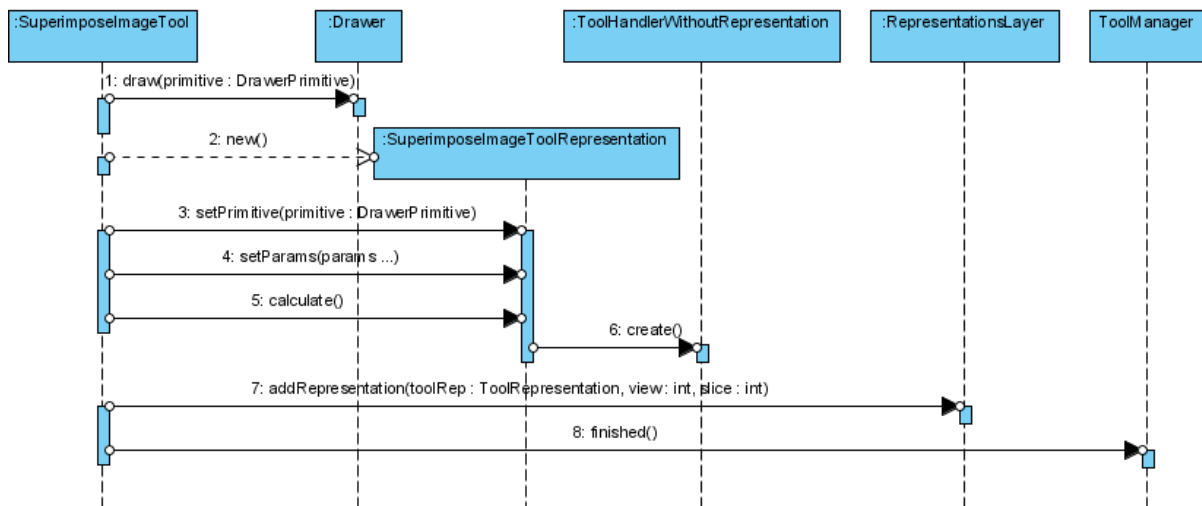 :SuperimposeImageTool
:Drawer
:ToolHandlerWithoutRepresentation
:RepresentationsLayer
ToolManager
1: draw(primitive : DrawerPrimitive)
2: new()
:SuperimposeImageToolRepresentation
3: setPrimitive(primitive : DrawerPrimitive)
4: setParams(params ...)
5: calculate()
6: create()
7: addRepresentation(toolRep : ToolRepresentation, view : int, slice : int)
8: finished()